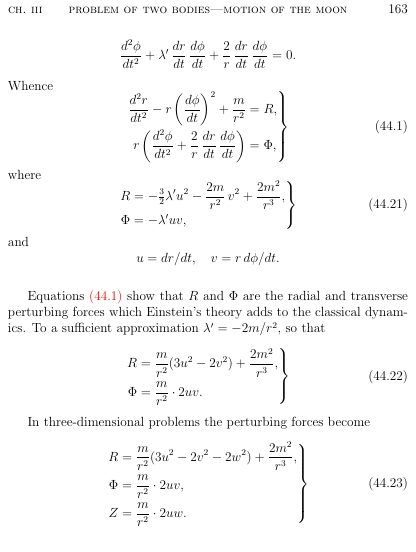 CH. III PROBLEM OF TWO BODIES—MOTION OF THE MOON 163
d²φ/dt² + λ′ dr/dt dφ/dt + 2/r dr/dt dφ/dt = 0.
Whence
d²r/dt² − r (dφ/dt)² + m/r² = R,
r (d²φ/dt² + 2/r dr/dt dφ/dt) = Φ, (44.1)
where
R = −3/2 λ′u² − 2m/r² v² + 2m²/r³,
Φ = −λ′uv, (44.21)
and
u = dr/dt, v = r dφ/dt.
Equations (44.1) show that R and Φ are the radial and transverse
perturbing forces which Einstein's theory adds to the classical dynam-
ics. To a sufficient approximation λ′ = −2m/r², so that
R = m/r² (3u² − 2v²) + 2m²/r³,
Φ = m/r² · 2uv. (44.22)
In three-dimensional problems the perturbing forces become
R = m/r² (3u² − 2v² − 2w²) + 2m²/r³,
Φ = m/r² · 2uv, (44.23)
Z = m/r² · 2uw.